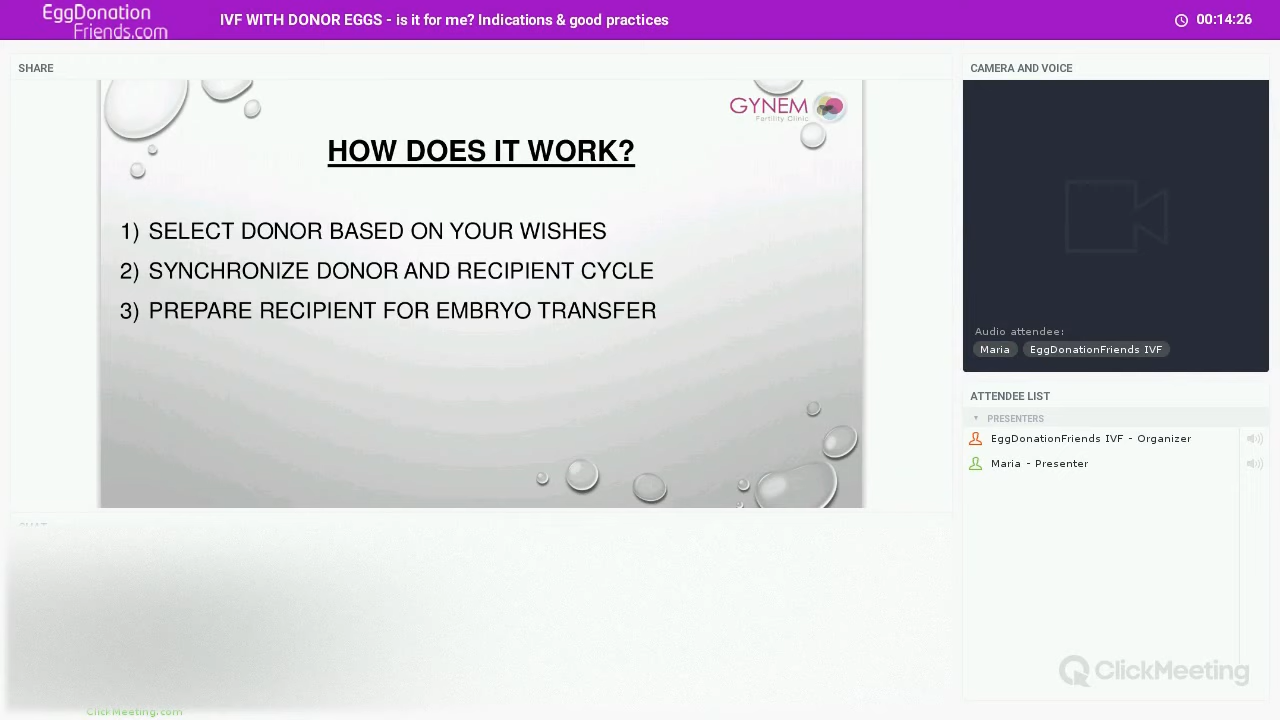 EggDonation
Friends.com
IVF WITH DONOR EGGS - is it for me? Indications & good practices
00:14:26
SHARE
CAMERA AND VOICE
GYNEM
Fertility Clinic
HOW DOES IT WORK?
1) SELECT DONOR BASED ON YOUR WISHES
2) SYNCHRONIZE DONOR AND RECIPIENT CYCLE
3) PREPARE RECIPIENT FOR EMBRYO TRANSFER
Audio attendee:
Maria
EggDonationFriends IVF
ATTENDEE LIST
PRESENTERS
EggDonationFriends IVF - Organizer
Maria - Presenter
ClickMeeting
ClickMeeting.com